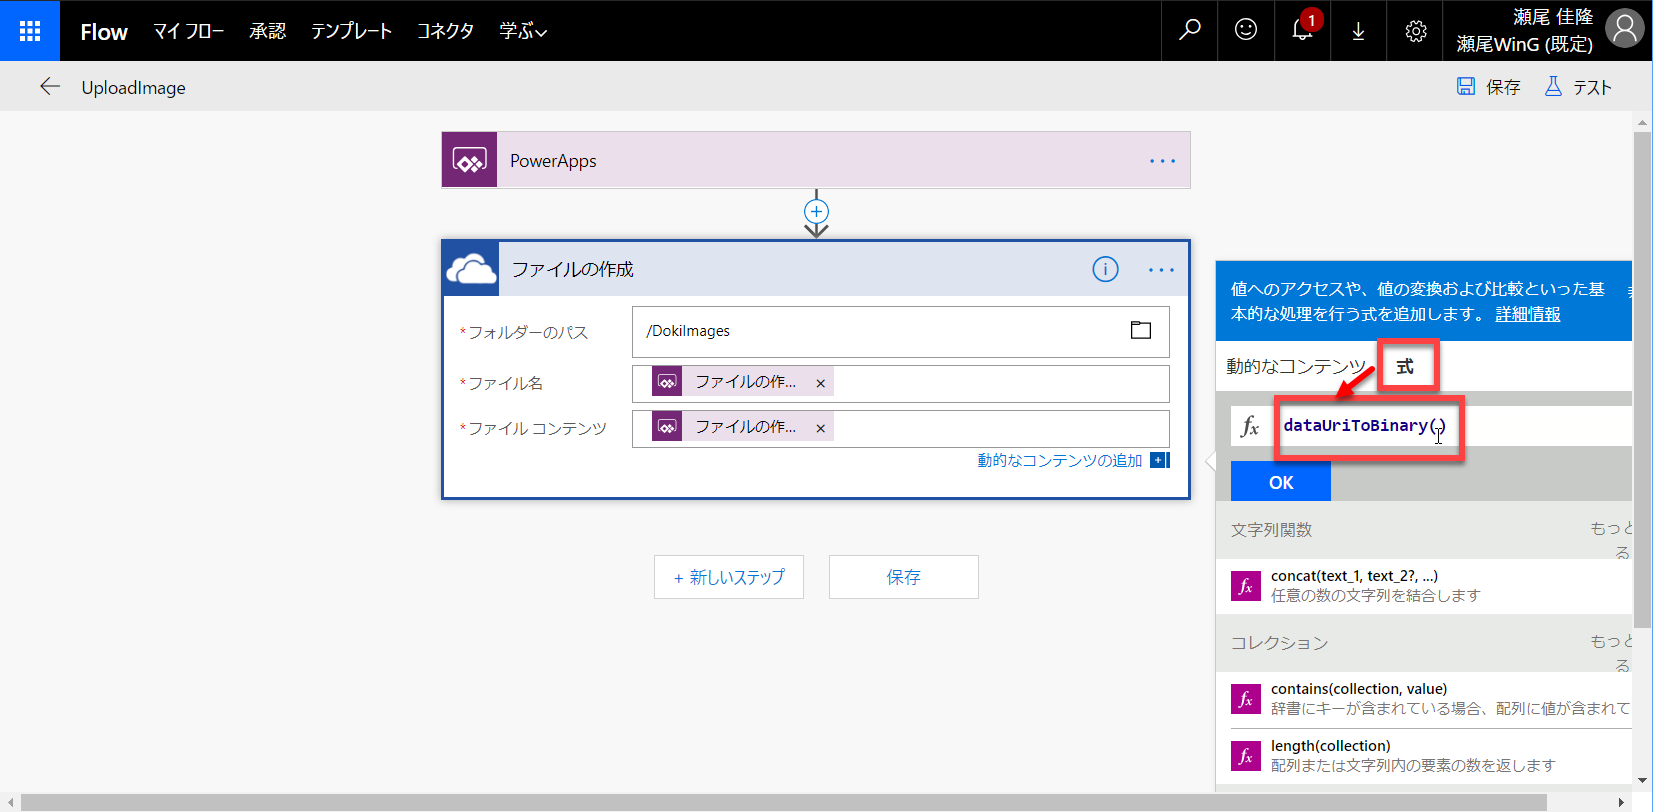 Flow マイ フロー 承認 テンプレート コネクタ 学ぶ 1 瀬尾 佳隆
瀬尾WinG (既定)
UploadImage 保存 テスト
PowerApps
ファイルの作成
*フォルダーのパス /DokiImages
*ファイル名 ファイルの作... ×
*ファイル コンテンツ ファイルの作... ×
動的なコンテンツの追加
+ 新しいステップ 保存
値へのアクセスや、値の変換および比較といった基
本的な処理を行う式を追加します。 詳細情報
動的なコンテンツ 式
fx dataUriToBinary()
OK
文字列関数 もっと
る
fx concat(text_1, text_2?, ...)
任意の数の文字列を結合します
コレクション もっと
る
fx contains(collection, value)
辞書にキーが含まれている場合、配列に値が含まれて
fx length(collection)
配列または文字列内の要素の数を返します